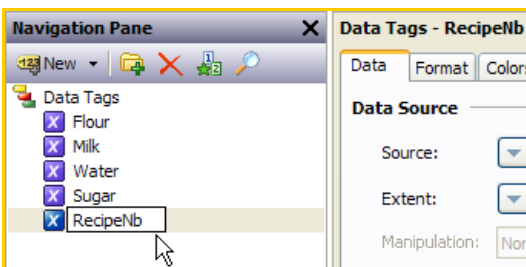 Navigation Pane
New
Data Tags
Flour
Milk
Water
Sugar
RecipeNb
Data Tags - RecipeNb
Data Format Colors
Data Source
Source:
Extent:
Manipulation: